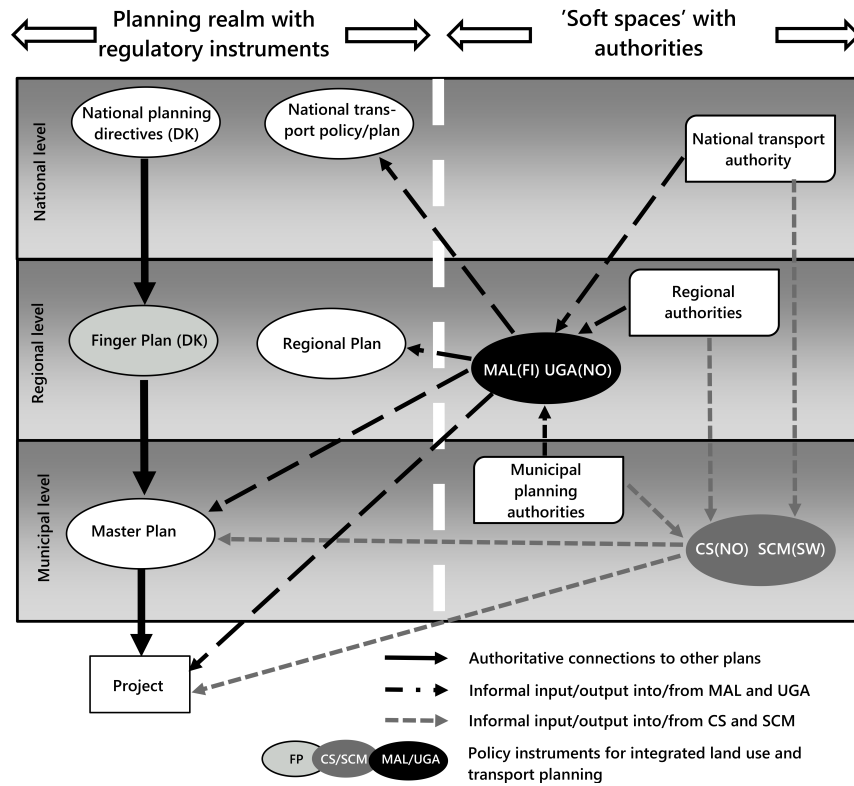 Planning realm with
regulatory instruments
'Soft spaces' with
authorities
National level
National planning
directives (DK)
National trans-
port policy/plan
National transport
authority
Regional level
Finger Plan (DK)
Regional Plan
MAL(FI) UGA(NO)
Regional
authorities
Municipal level
Master Plan
Municipal
planning
authorities
CS(NO) SCM(SW)
Project
Authoritative connections to other plans
Informal input/output into/from MAL and UGA
Informal input/output into/from CS and SCM
FP CS/SCM MAL/UGA
Policy instruments for integrated land use and
transport planning